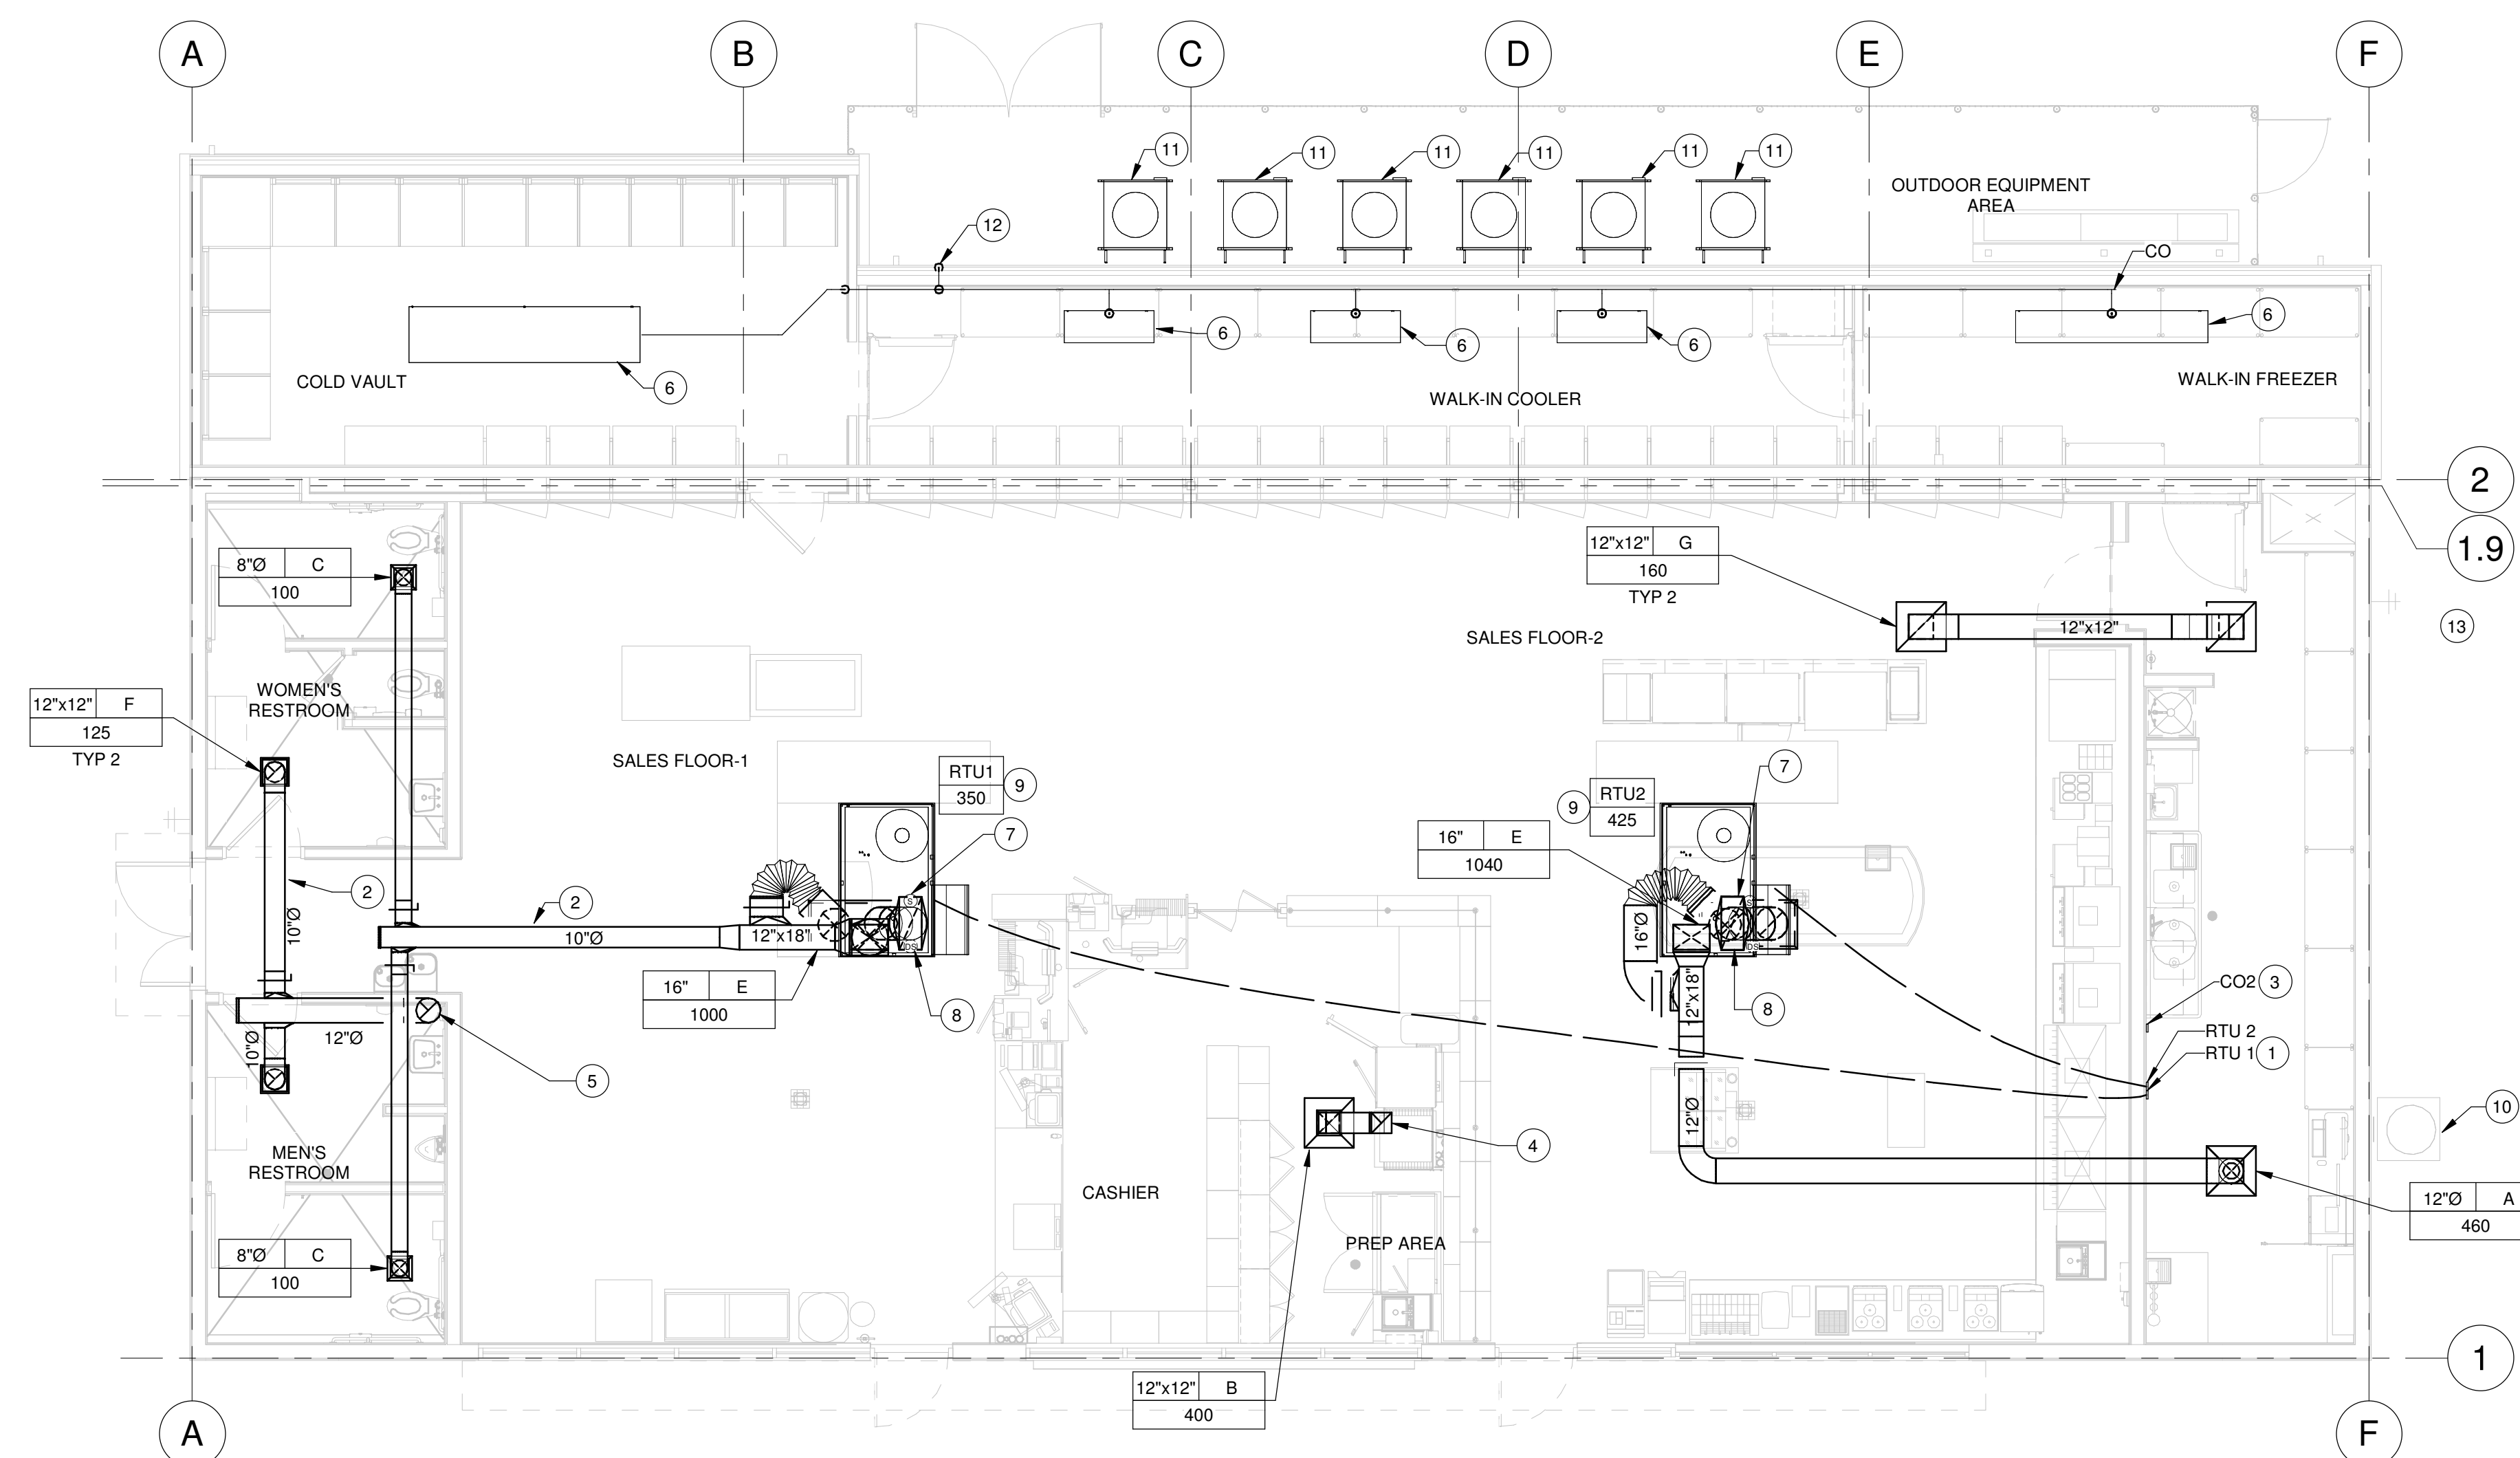 A
B
C
D
E
F
11
11
11
11
11
11
OUTDOOR EQUIPMENT
AREA
12
CO
6
6
6
6
6
COLD VAULT
WALK-IN COOLER
WALK-IN FREEZER
2
1.9
8"Ø C
100
12"x12" G
160
TYP 2
12"x12"
13
SALES FLOOR-2
WOMEN'S
RESTROOM
12"x12" F
125
TYP 2
SALES FLOOR-1
RTU1
350
9
7
RTU2
425
9
7
16" E
1040
2
2
10"Ø
10"Ø
12"x18"
S
DS
S
DS
16"Ø
16" E
1000
8
12"x18"
8
CO2 3
RTU 2
RTU 1 1
10"Ø
12"Ø
5
12"Ø
10
4
MEN'S
RESTROOM
CASHIER
PREP AREA
12"Ø A
460
8"Ø C
100
12"x12" B
400
1
A
F